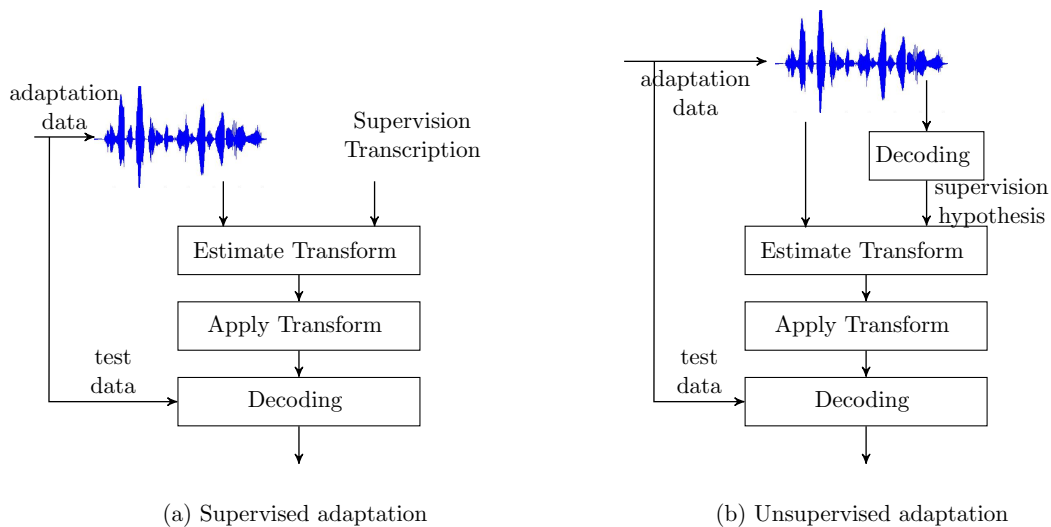 adaptation
data
Supervision
Transcription
Estimate Transform
Apply Transform
test
data
Decoding
(a) Supervised adaptation
adaptation
data
Decoding
supervision
hypothesis
Estimate Transform
Apply Transform
test
data
Decoding
(b) Unsupervised adaptation